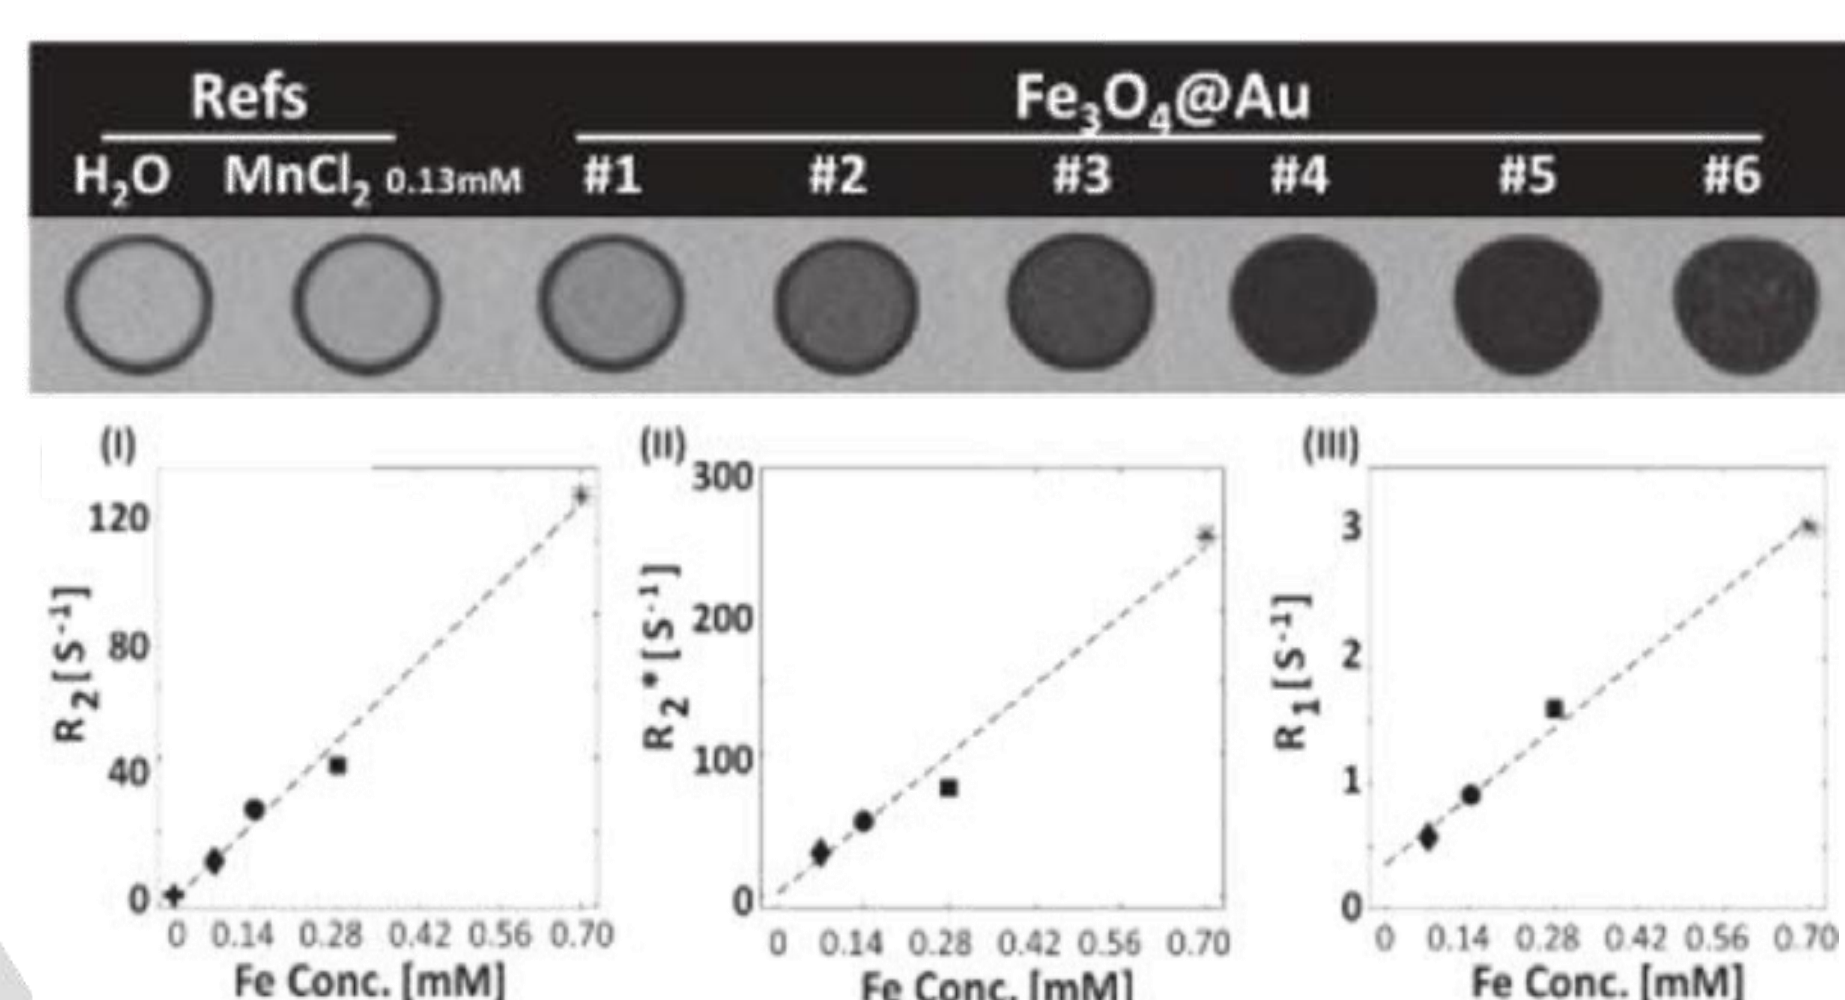 Refs Fe₃O₄@Au
H₂O MnCl₂ 0.13mM #1 #2 #3 #4 #5 #6
(I) (II) (III)
R₂ [S⁻¹]
120
80
40
0
0 0.14 0.28 0.42 0.56 0.70
Fe Conc. [mM]
R₂* [S⁻¹]
300
200
100
0
0 0.14 0.28 0.42 0.56 0.70
Fe Conc. [mM]
R₁ [S⁻¹]
3
2
1
0
0 0.14 0.28 0.42 0.56 0.70
Fe Conc. [mM]